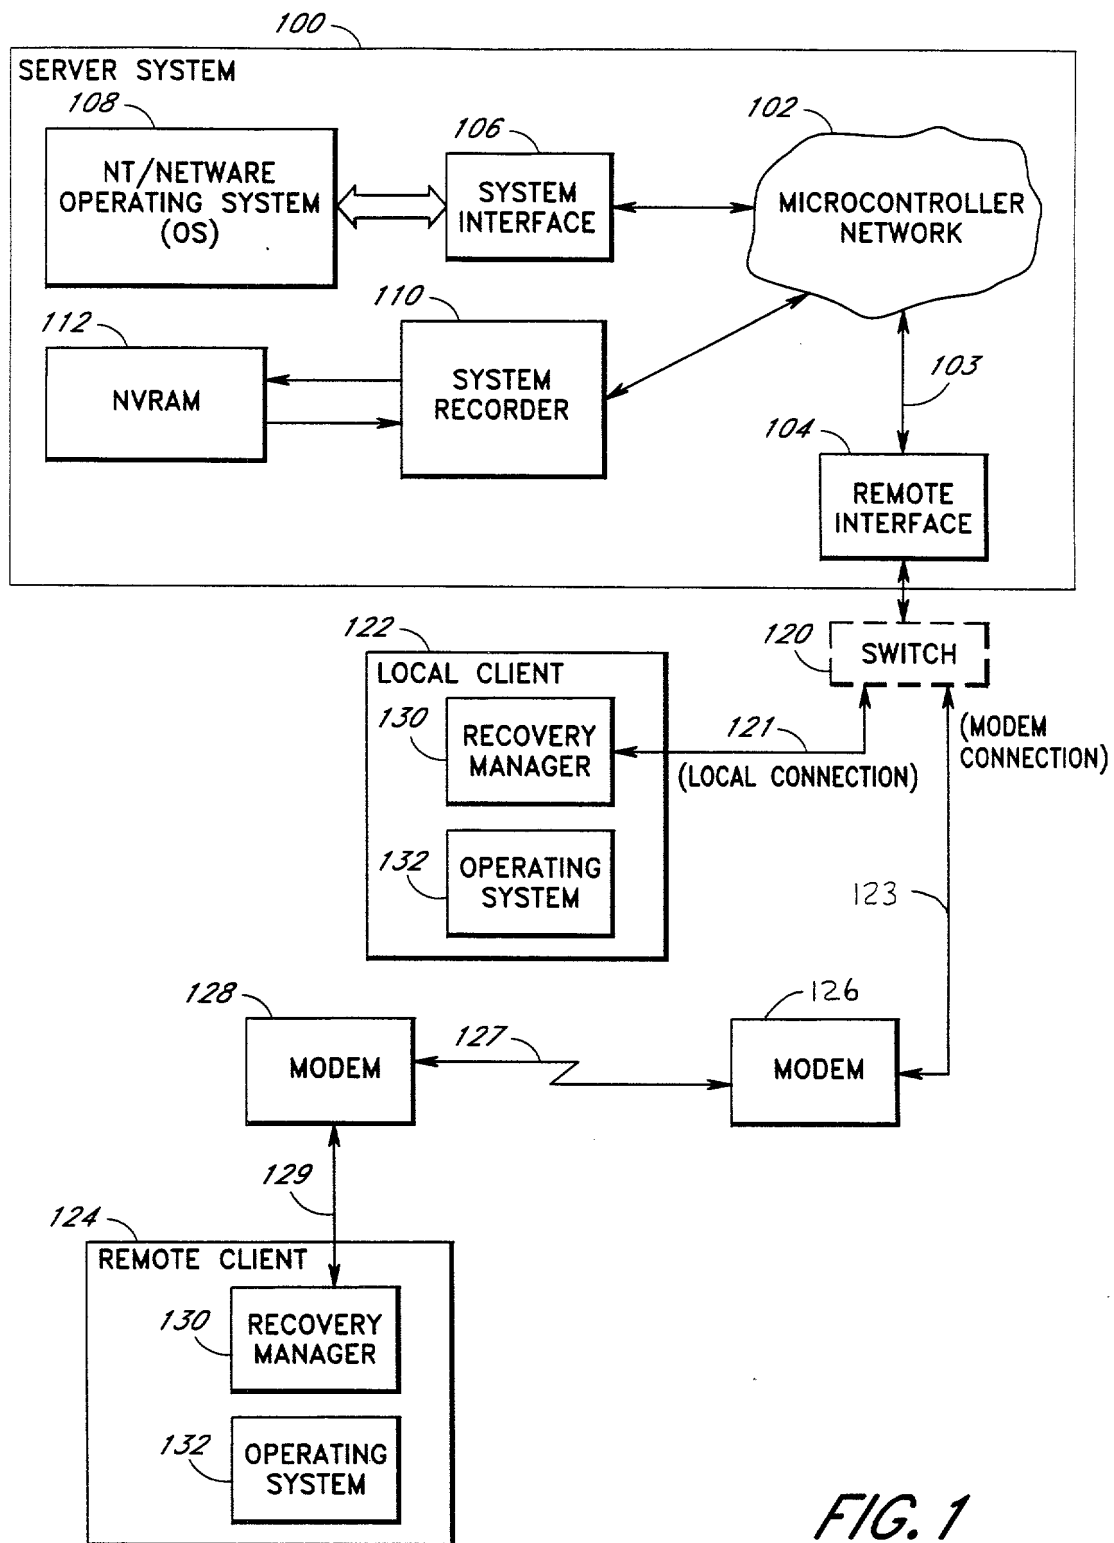 100
SERVER SYSTEM
108
NT/NETWARE
OPERATING SYSTEM
(OS)
106
SYSTEM
INTERFACE
102
MICROCONTROLLER
NETWORK
110
SYSTEM
RECORDER
112
NVRAM
103
104
REMOTE
INTERFACE
120
SWITCH
122
LOCAL CLIENT
130
RECOVERY
MANAGER
121
(LOCAL CONNECTION)
(MODEM
CONNECTION)
132
OPERATING
SYSTEM
123
128
MODEM
127
126
MODEM
129
124
REMOTE CLIENT
130
RECOVERY
MANAGER
132
OPERATING
SYSTEM
FIG. 1